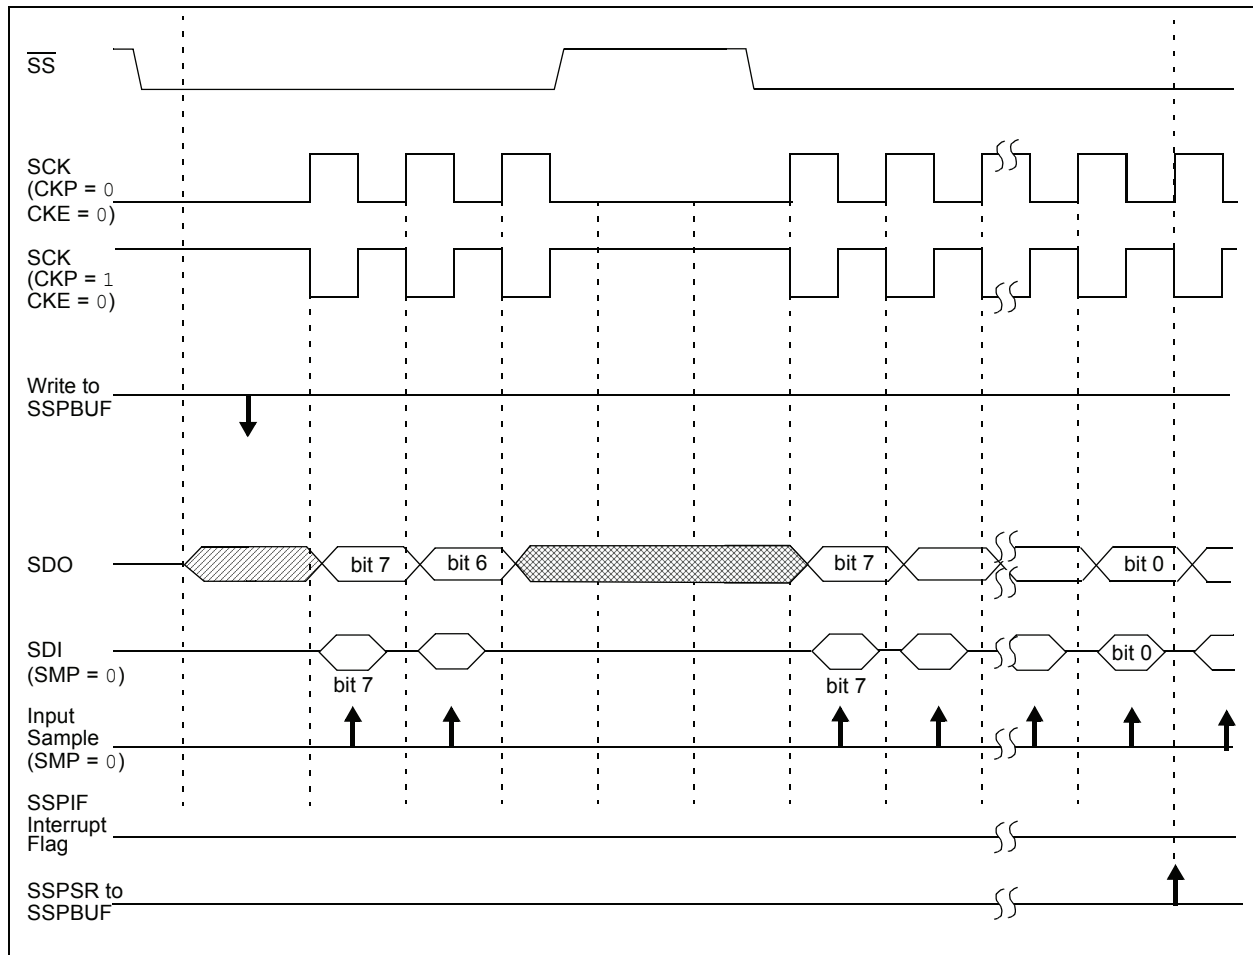 SS
SCK
(CKP = 0
CKE = 0)
SCK
(CKP = 1
CKE = 0)
Write to
SSPBUF
SDO
bit 7
bit 6
bit 7
bit 0
SDI
(SMP = 0)
bit 7
bit 7
bit 0
Input
Sample
(SMP = 0)
SSPIF
Interrupt
Flag
SSPSR to
SSPBUF